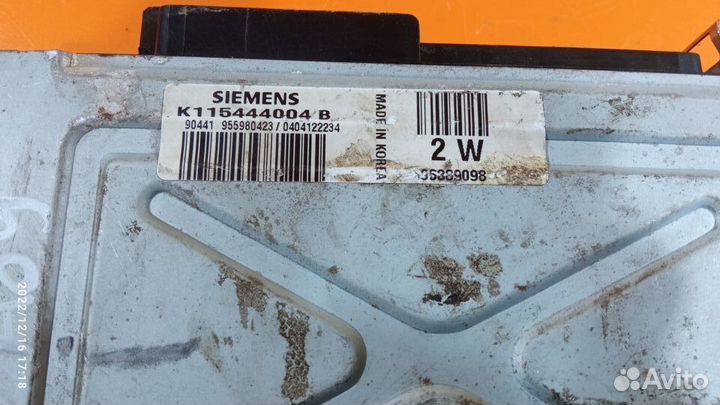 SIEMENS
K115444004 B
90441 955980423 / 0404122234
MADE IN KOREA
2 W
96389098
2022/12/16 17:18
Avito